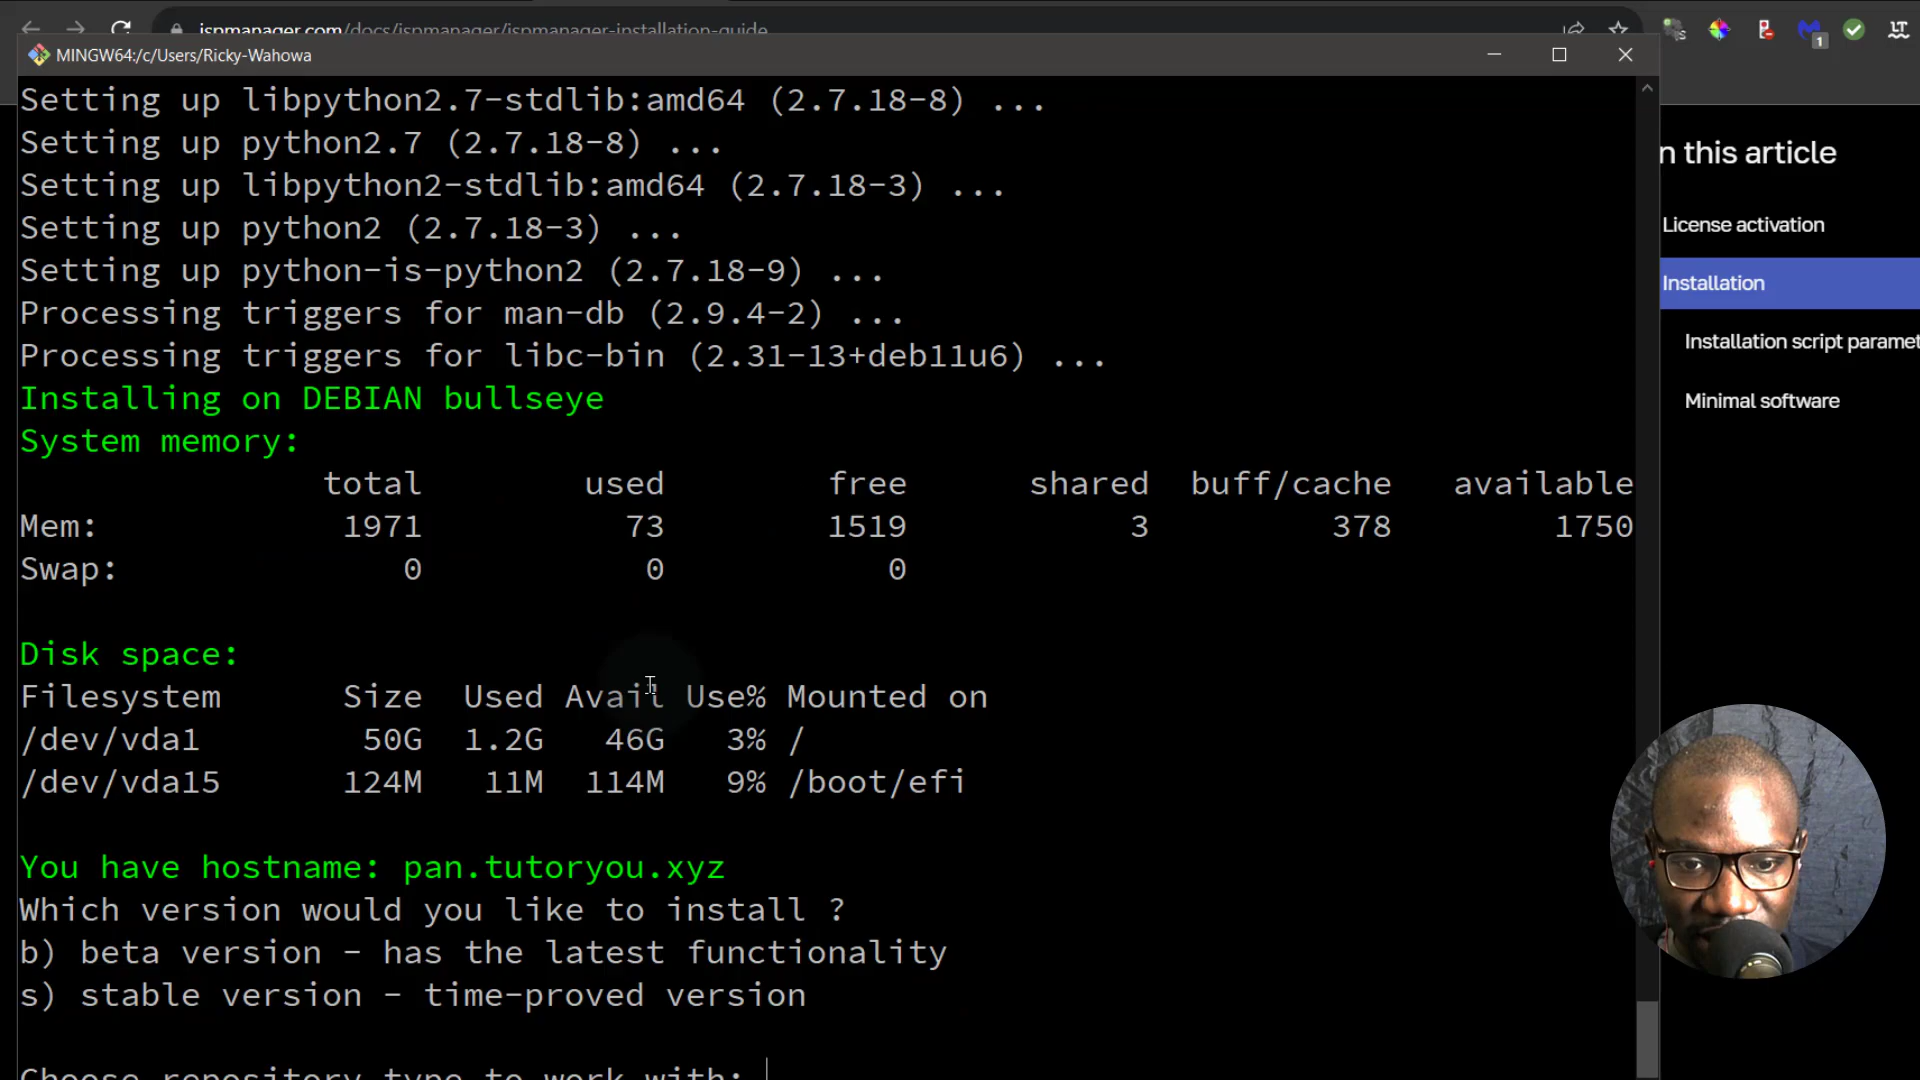 ispmanager.com/docs/ispmanager/ispmanager-installation-guide
1
LT
MINGW64:/c/Users/Ricky-Wahowa
Setting up libpython2.7-stdlib:amd64 (2.7.18-8) ...
Setting up python2.7 (2.7.18-8) ...
Setting up libpython2-stdlib:amd64 (2.7.18-3) ...
Setting up python2 (2.7.18-3) ...
Setting up python-is-python2 (2.7.18-9) ...
Processing triggers for man-db (2.9.4-2) ...
Processing triggers for libc-bin (2.31-13+deb11u6) ...
Installing on DEBIAN bullseye
System memory:
total used free shared buff/cache available
Mem: 1971 73 1519 3 378 1750
Swap: 0 0 0
Disk space:
Filesystem Size Used Avail Use% Mounted on
/dev/vda1 50G 1.2G 46G 3% /
/dev/vda15 124M 11M 114M 9% /boot/efi
You have hostname: pan.tutoryou.xyz
Which version would you like to install ?
b) beta version - has the latest functionality
s) stable version - time-proved version
Choose repository type to work with:
n this article
License activation
Installation
Installation script paramet
Minimal software